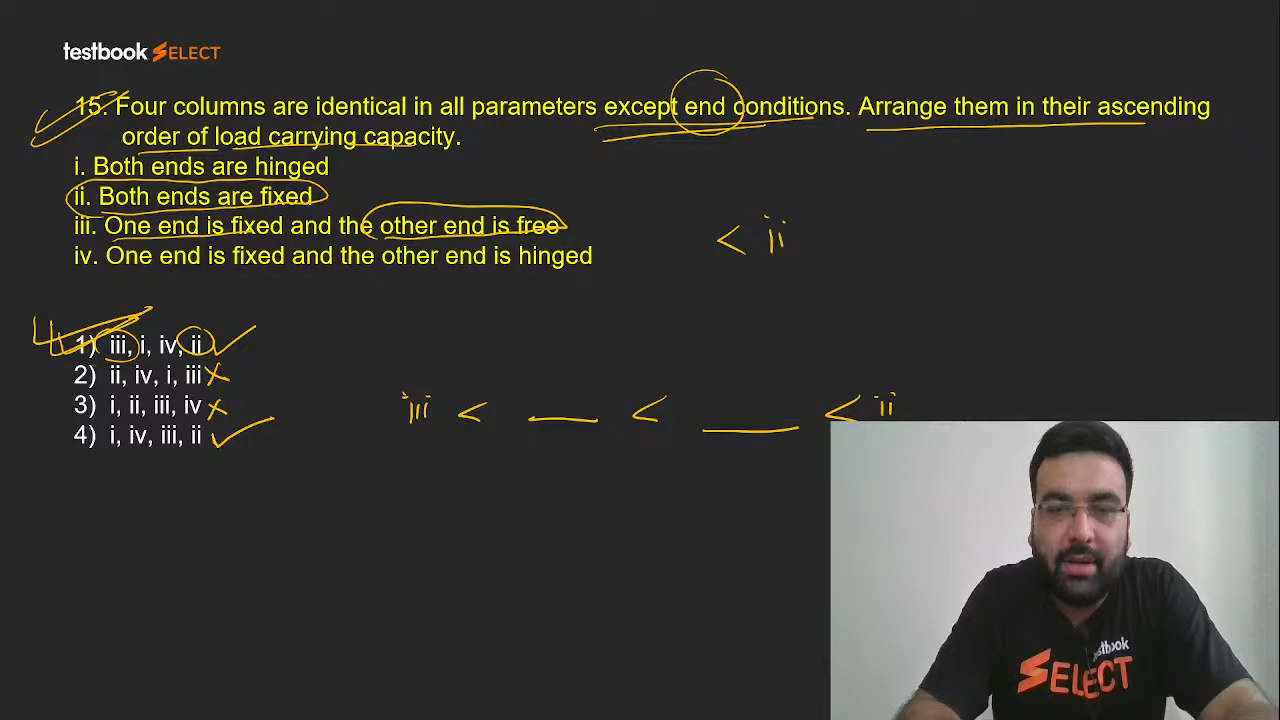 testbook SELECT
15. Four columns are identical in all parameters except end conditions. Arrange them in their ascending
order of load carrying capacity.
i. Both ends are hinged
ii. Both ends are fixed
iii. One end is fixed and the other end is free
iv. One end is fixed and the other end is hinged
< ii
1) iii, i, iv, ii
2) ii, iv, i, iii
3) i, ii, iii, iv
4) i, iv, iii, ii
iii < __ < __ < ii
testbook
SELECT